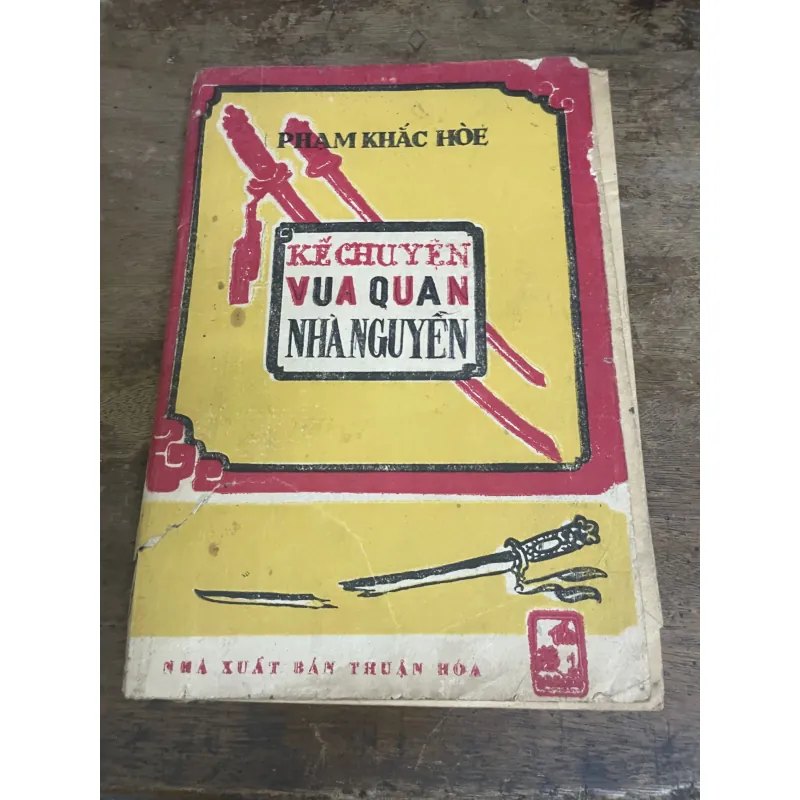 PHẠM KHẮC HÒE
KỂ CHUYỆN
VUA QUAN
NHÀ NGUYỄN
NHÀ XUẤT BẢN THUẬN HÓA